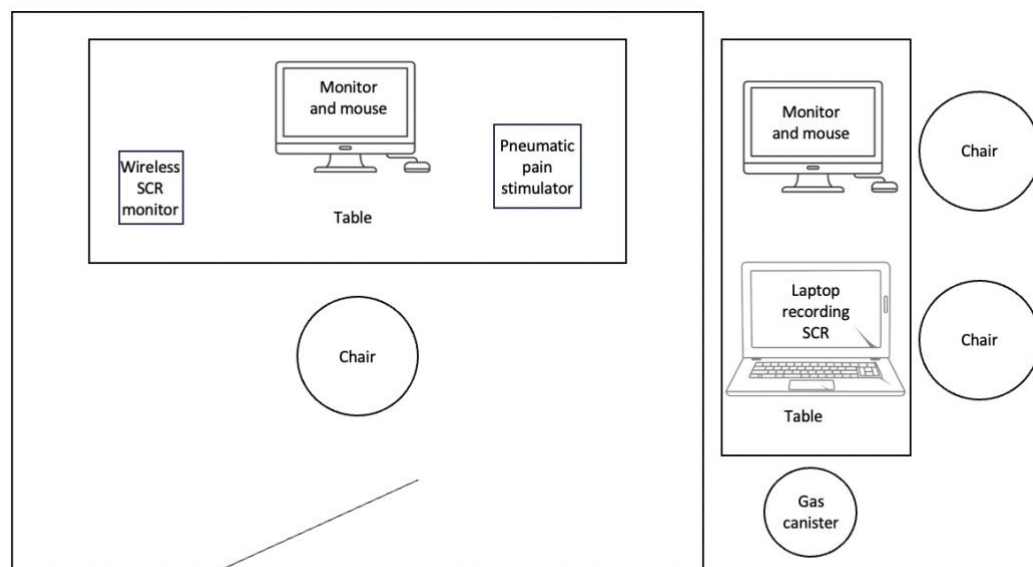 Monitor
and mouse
Wireless
SCR
monitor
Pneumatic
pain
stimulator
Table
Chair
Monitor
and mouse
Chair
Laptop
recording
SCR
Chair
Table
Gas
canister